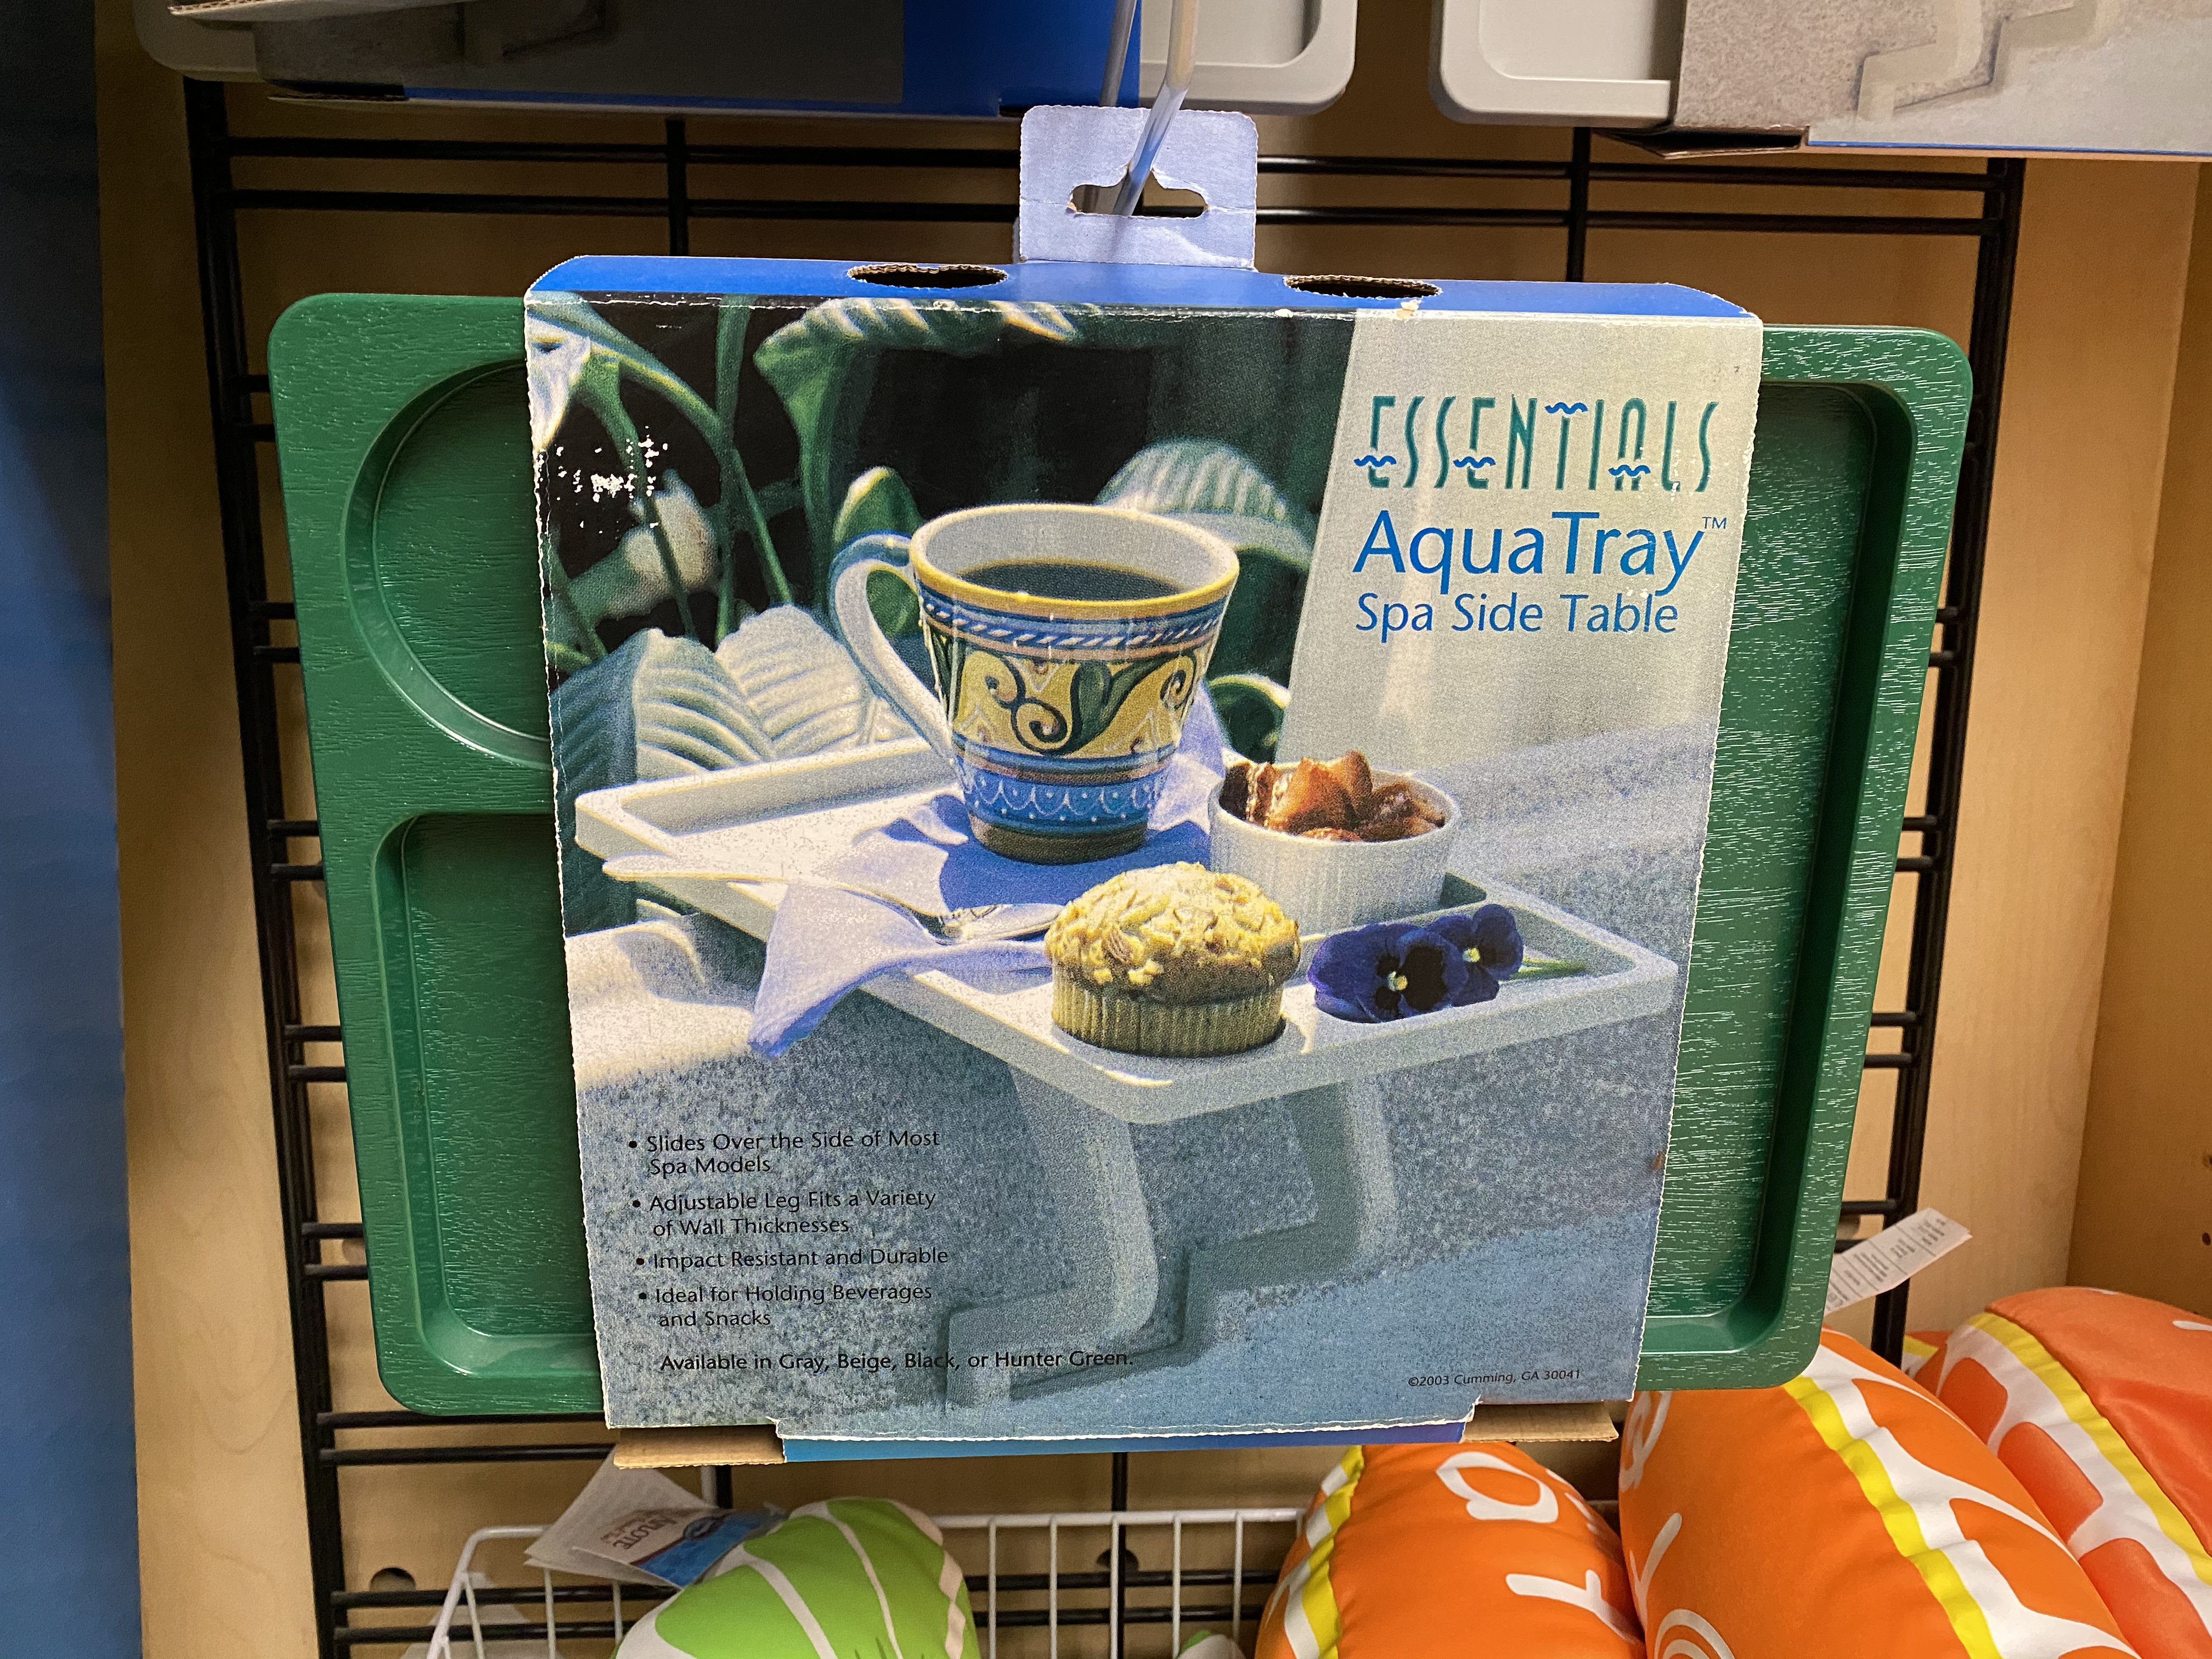 ESSENTIALS
AquaTray™
Spa Side Table
• Slides Over the Side of Most
Spa Models
• Adjustable Leg Fits a Variety
of Wall Thicknesses
• Impact Resistant and Durable
• Ideal for Holding Beverages
and Snacks
Available in Gray, Beige, Black, or Hunter Green.
©2003 Cumming, GA 30041